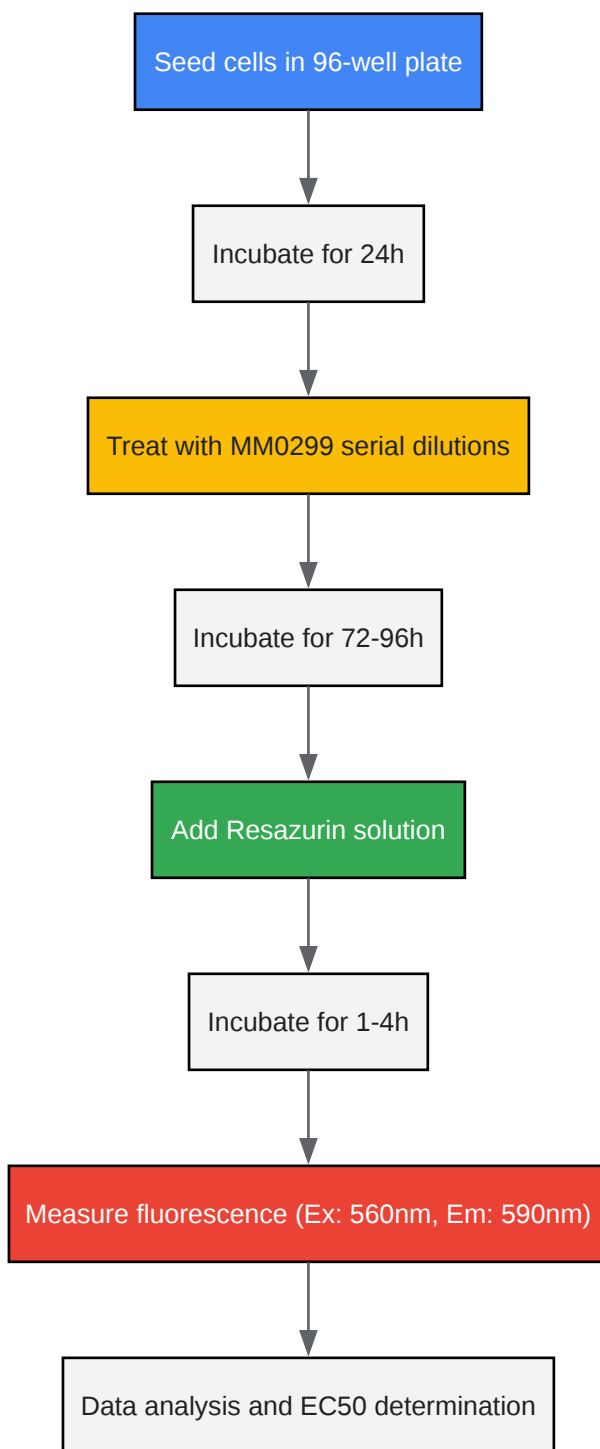 Seed cells in 96-well plate
Incubate for 24h
Treat with MM0299 serial dilutions
Incubate for 72-96h
Add Resazurin solution
Incubate for 1-4h
Measure fluorescence (Ex: 560nm, Em: 590nm)
Data analysis and EC50 determination